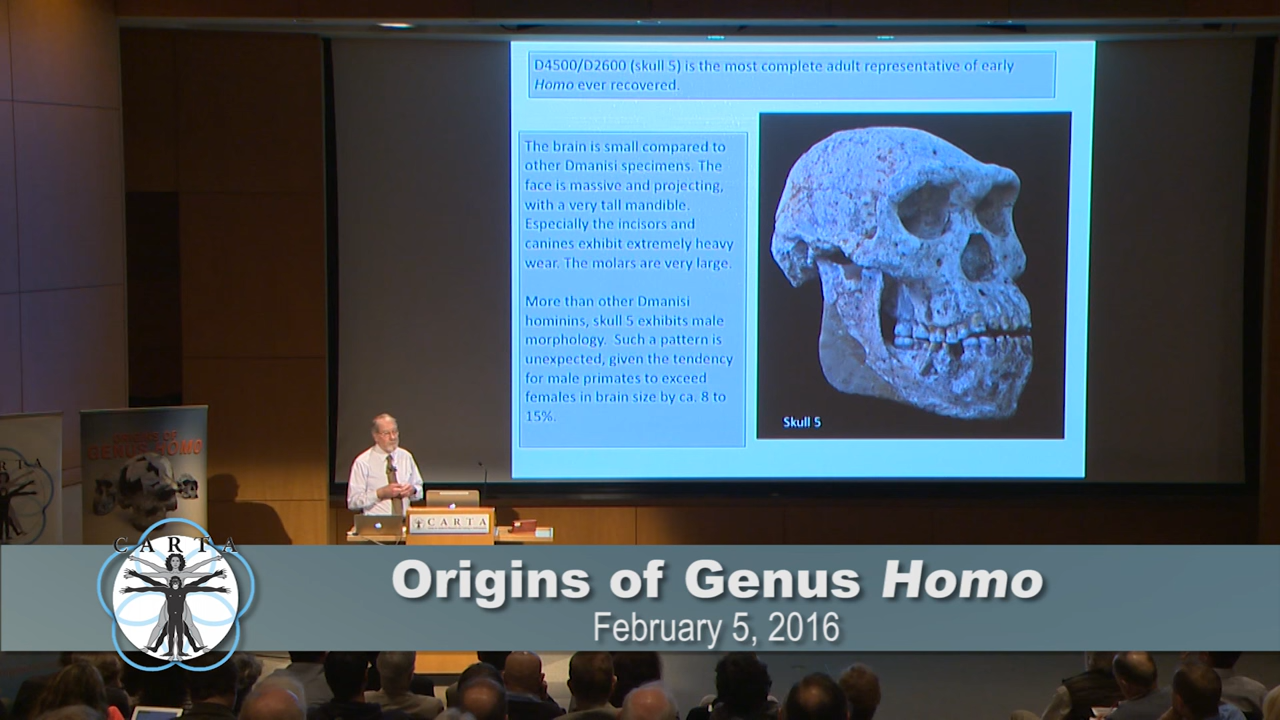 D4500/D2600 (skull 5) is the most complete adult representative of early
Homo ever recovered.
The brain is small compared to
other Dmanisi specimens. The
face is massive and projecting,
with a very tall mandible.
Especially the incisors and
canines exhibit extremely heavy
wear. The molars are very large.
More than other Dmanisi
hominins, skull 5 exhibits male
morphology. Such a pattern is
unexpected, given the tendency
for male primates to exceed
females in brain size by ca. 8 to
15%.
Skull 5
ORIGINS OF
GENUS HOMO
CARTA
CARTA
Origins of Genus Homo
February 5, 2016